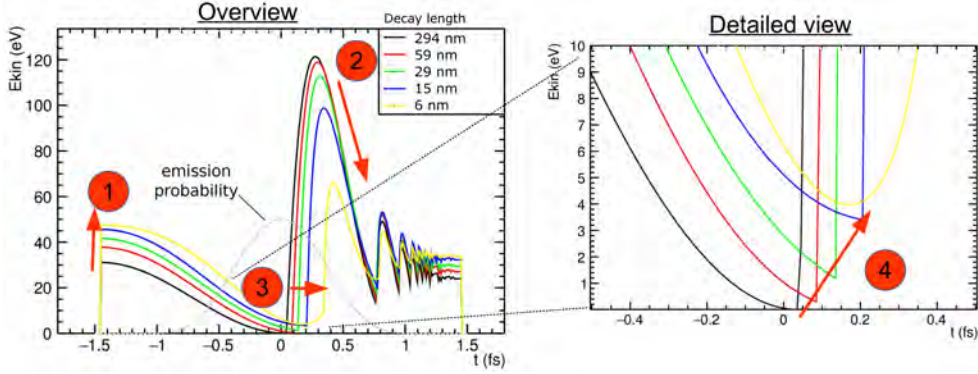 Overview
Ekin (eV)
120
100
80
60
40
20
0
−1.5
−1
−0.5
0
0.5
1
1.5
t (fs)
Decay length
294 nm
59 nm
29 nm
15 nm
6 nm
emission
probability
1
2
3
Detailed view
Ekin (eV)
10
9
8
7
6
5
4
3
2
1
−0.4
−0.2
0
0.2
0.4
t (fs)
4